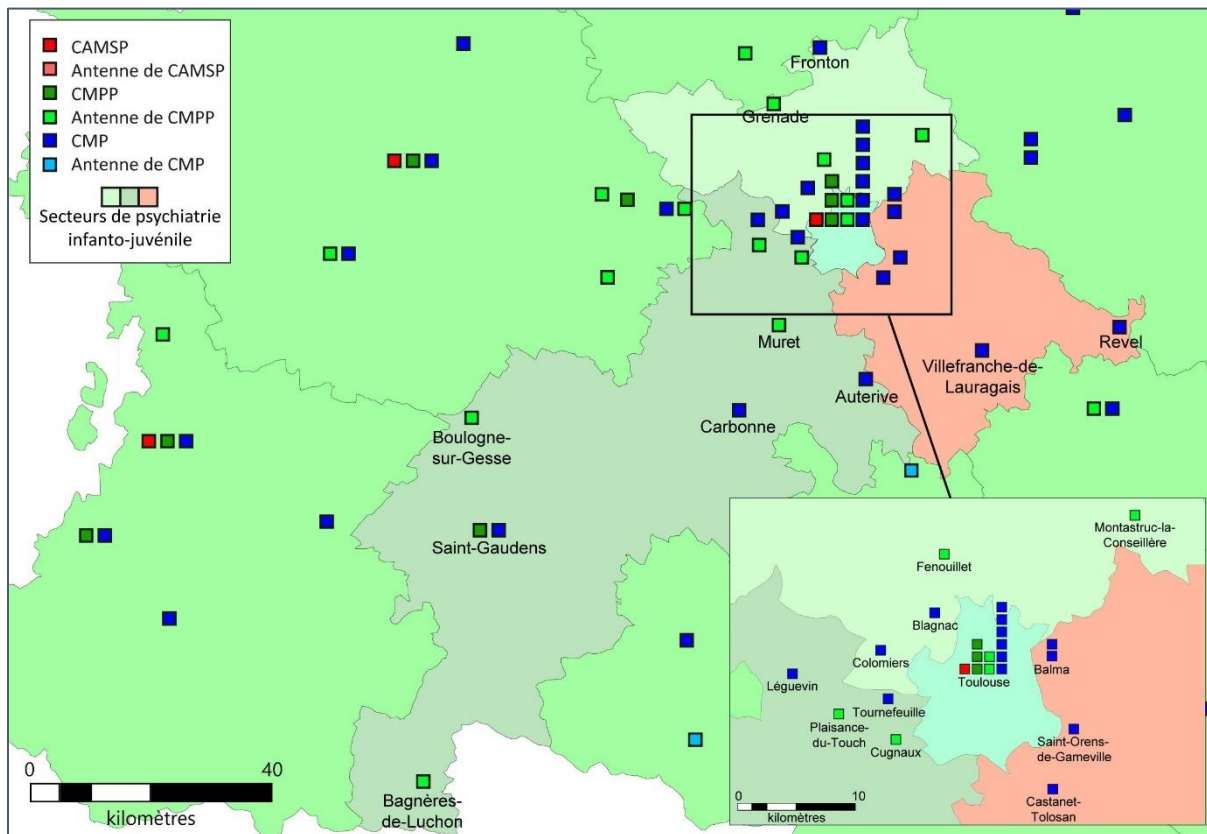 CAMSP
Antenne de CAMSP
CMPP
Antenne de CMPP
CMP
Antenne de CMP
Secteurs de psychiatrie
infanto-juvénile
Fronton
Grenade
Muret
Revel
Villefranche-de-
Lauragais
Auterive
Carbonne
Boulogne-
sur-Gesse
Saint-Gaudens
Bagnères-
de-Luchon
0 40
kilomètres
Montastruc-la-
Conseillère
Fenouillet
Blagnac
Colomiers
Balma
Toulouse
Léguevin
Tournefeuille
Plaisance-
du-Touch
Cugnaux
Saint-Orens-
de-Gameville
Castanet-
Tolosan
0 10
kilomètres